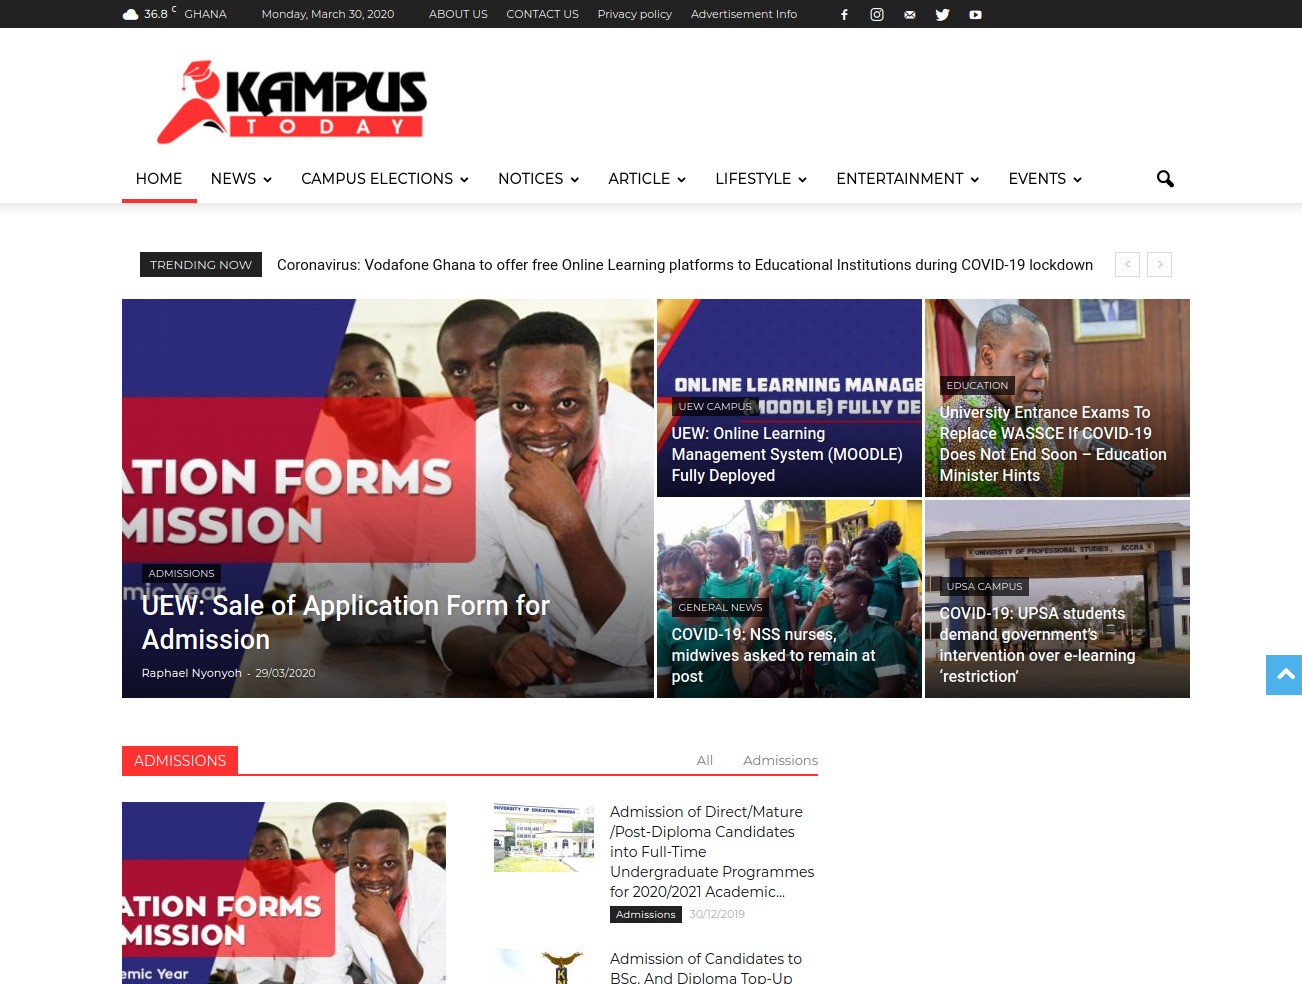 36.8 C GHANA Monday, March 30, 2020 ABOUT US CONTACT US Privacy policy Advertisement Info
KAMPUS
TODAY
HOME NEWS CAMPUS ELECTIONS NOTICES ARTICLE LIFESTYLE ENTERTAINMENT EVENTS
TRENDING NOW Coronavirus: Vodafone Ghana to offer free Online Learning platforms to Educational Institutions during COVID-19 lockdown
ATION FORMS
MISSION
mic Year
ADMISSIONS
UEW: Sale of Application Form for
Admission
Raphael Nyonyoh - 29/03/2020
ONLINE LEARNING MANAGE
(MOODLE) FULLY DE
UEW CAMPUS
UEW: Online Learning
Management System (MOODLE)
Fully Deployed
EDUCATION
University Entrance Exams To
Replace WASSCE If COVID-19
Does Not End Soon – Education
Minister Hints
GENERAL NEWS
COVID-19: NSS nurses,
midwives asked to remain at
post
UNIVERSITY OF PROFESSIONAL STUDIES, ACCRA
UPSA CAMPUS
COVID-19: UPSA students
demand government’s
intervention over e-learning
‘restriction’
ADMISSIONS All Admissions
ATION FORMS
MISSION
emic Year
UNIVERSITY OF EDUCATION, WINNEBA
Admission of Direct/Mature
/Post-Diploma Candidates
into Full-Time
Undergraduate Programmes
for 2020/2021 Academic...
Admissions 30/12/2019
Admission of Candidates to
BSc. And Diploma Top-Up